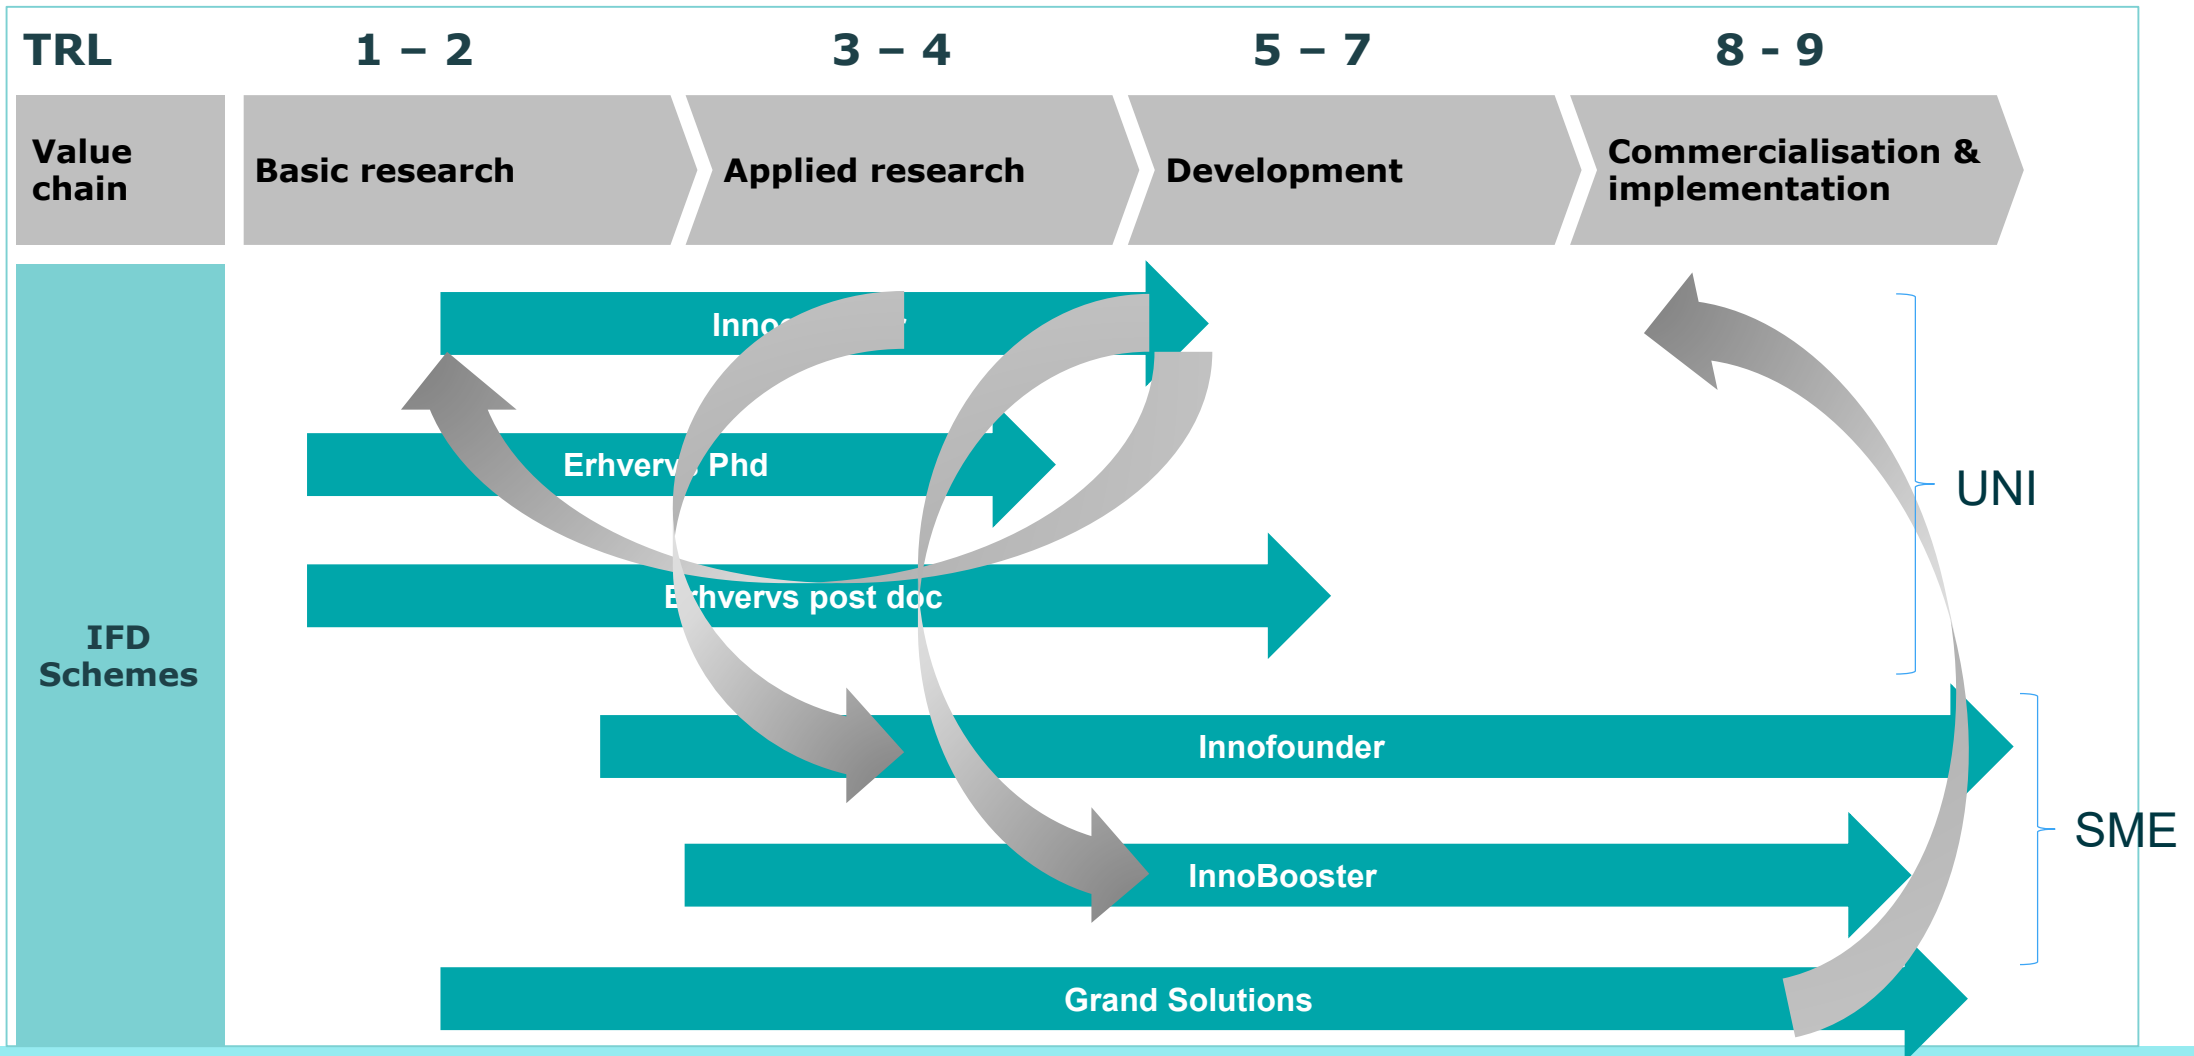 TRL 1 – 2 3 – 4 5 – 7 8 - 9
Value
chain
Basic research
Applied research
Development
Commercialisation &
implementation
IFD
Schemes
Phd
post doc
Innofounder
InnoBooster
Grand Solutions
UNI
SME